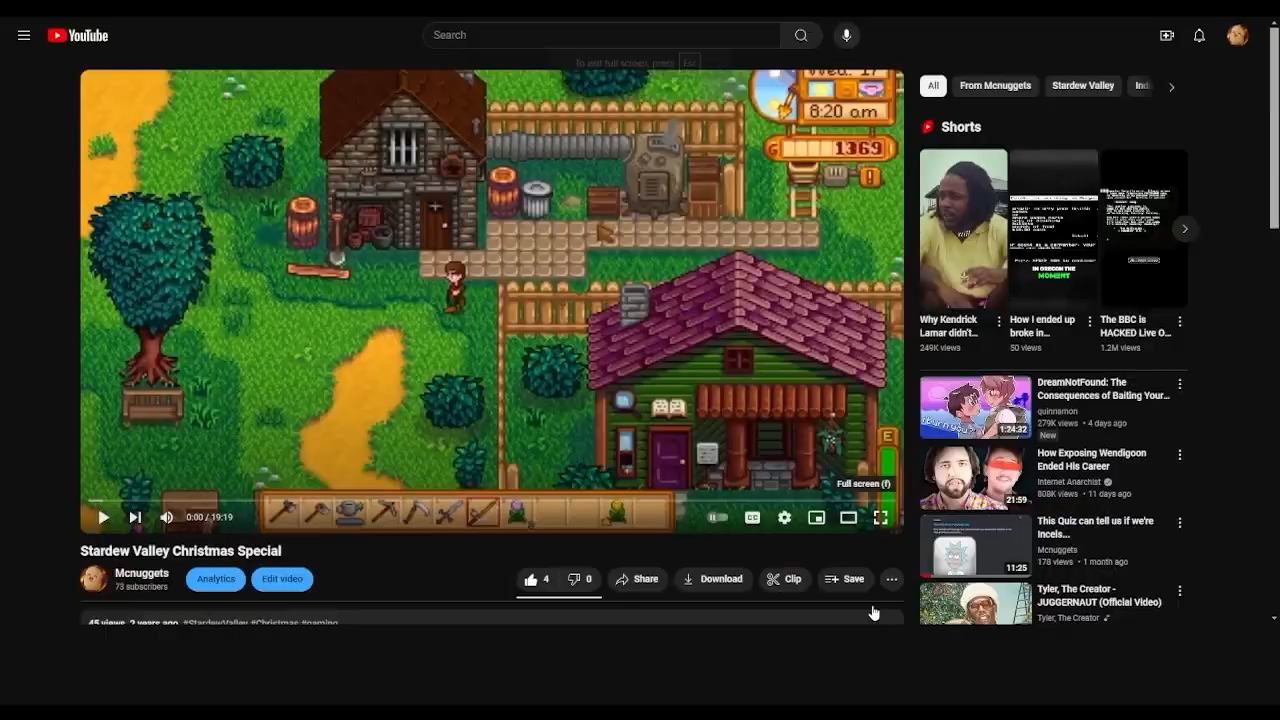 YouTube
Search
To exit full screen, press Esc
Wed. 17
8:20 am
1369
E
Full screen (f)
0:00 / 19:19
CC
Stardew Valley Christmas Special
Mcnuggets
73 subscribers
Analytics
Edit video
4
0
Share
Download
Clip
Save
45 views 2 years ago #StardewValley #Christmas #gaming
All
From Mcnuggets
Stardew Valley
Shorts
still
IN OREGON THE
MOMENT
Why Kendrick
Lamar didn't...
249K views
How I ended up
broke in...
50 views
The BBC is
HACKED Live O...
1.2M views
1:24:32
DreamNotFound: The
Consequences of Baiting Your...
quinnamon
279K views • 4 days ago
New
21:59
How Exposing Wendigoon
Ended His Career
Internet Anarchist
808K views • 11 days ago
11:25
This Quiz can tell us if we're
Incels...
Mcnuggets
178 views • 1 month ago
Tyler, The Creator -
JUGGERNAUT (Official Video)
Tyler, The Creator